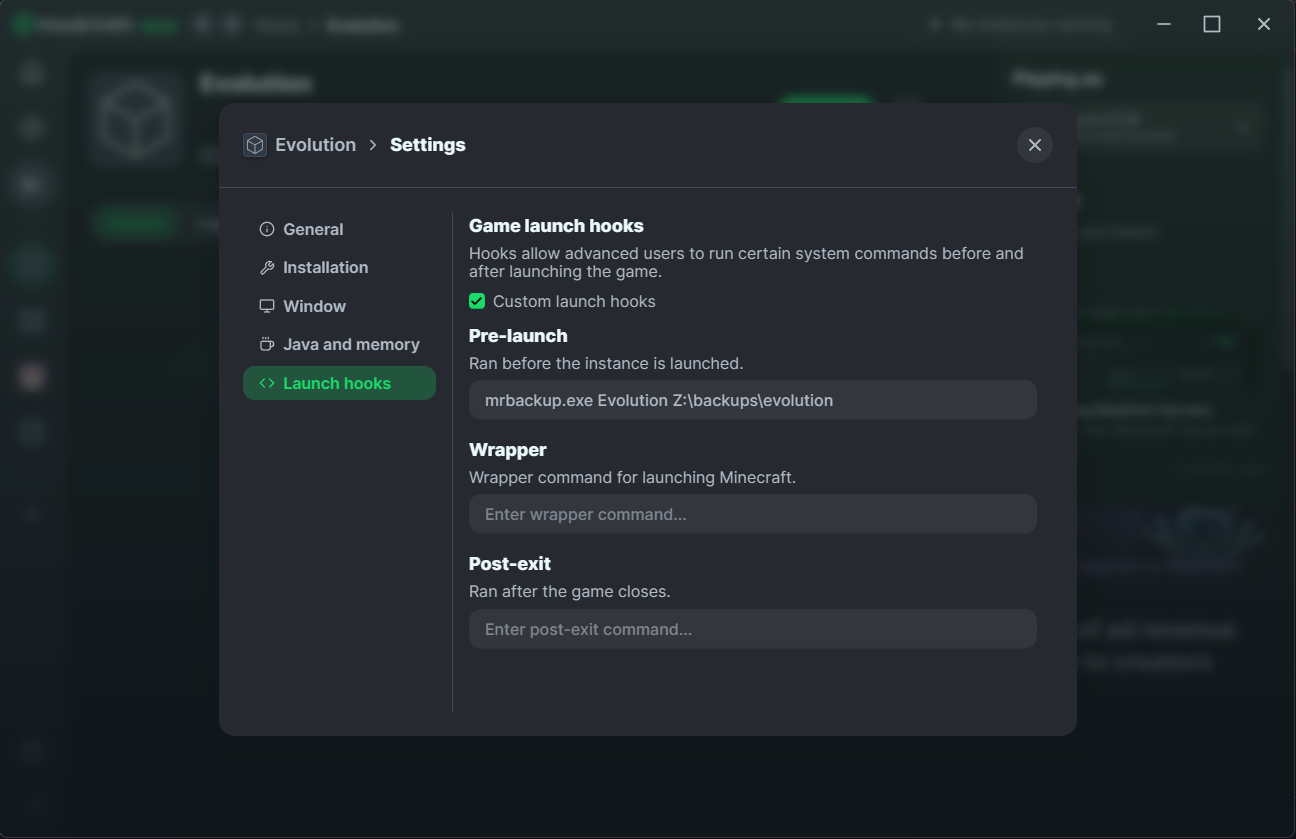 Evolution
Playing as
Evolution > Settings
General
Installation
Window
Java and memory
Launch hooks
Game launch hooks
Hooks allow advanced users to run certain system commands before and
after launching the game.
Custom launch hooks
Pre-launch
Ran before the instance is launched.
mrbackup.exe Evolution Z:\backups\evolution
Wrapper
Wrapper command for launching Minecraft.
Enter wrapper command...
Post-exit
Ran after the game closes.
Enter post-exit command...